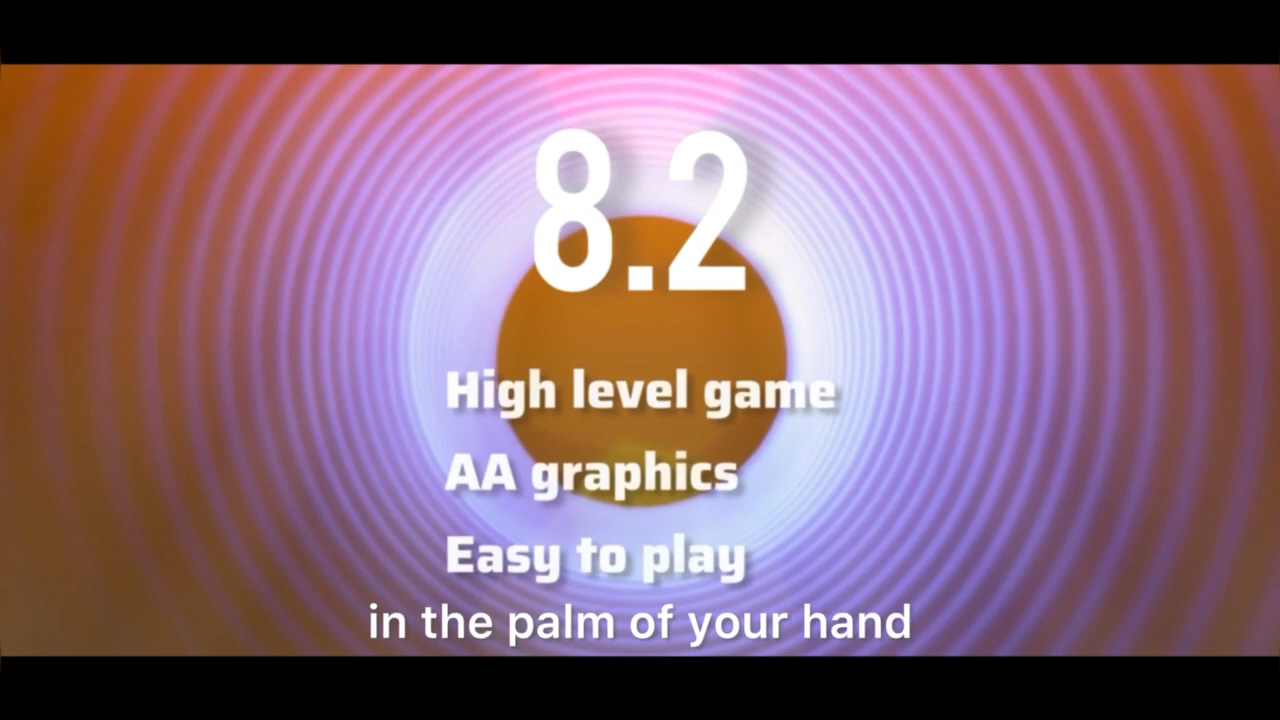 8.2
High level game
AA graphics
Easy to play
in the palm of your hand